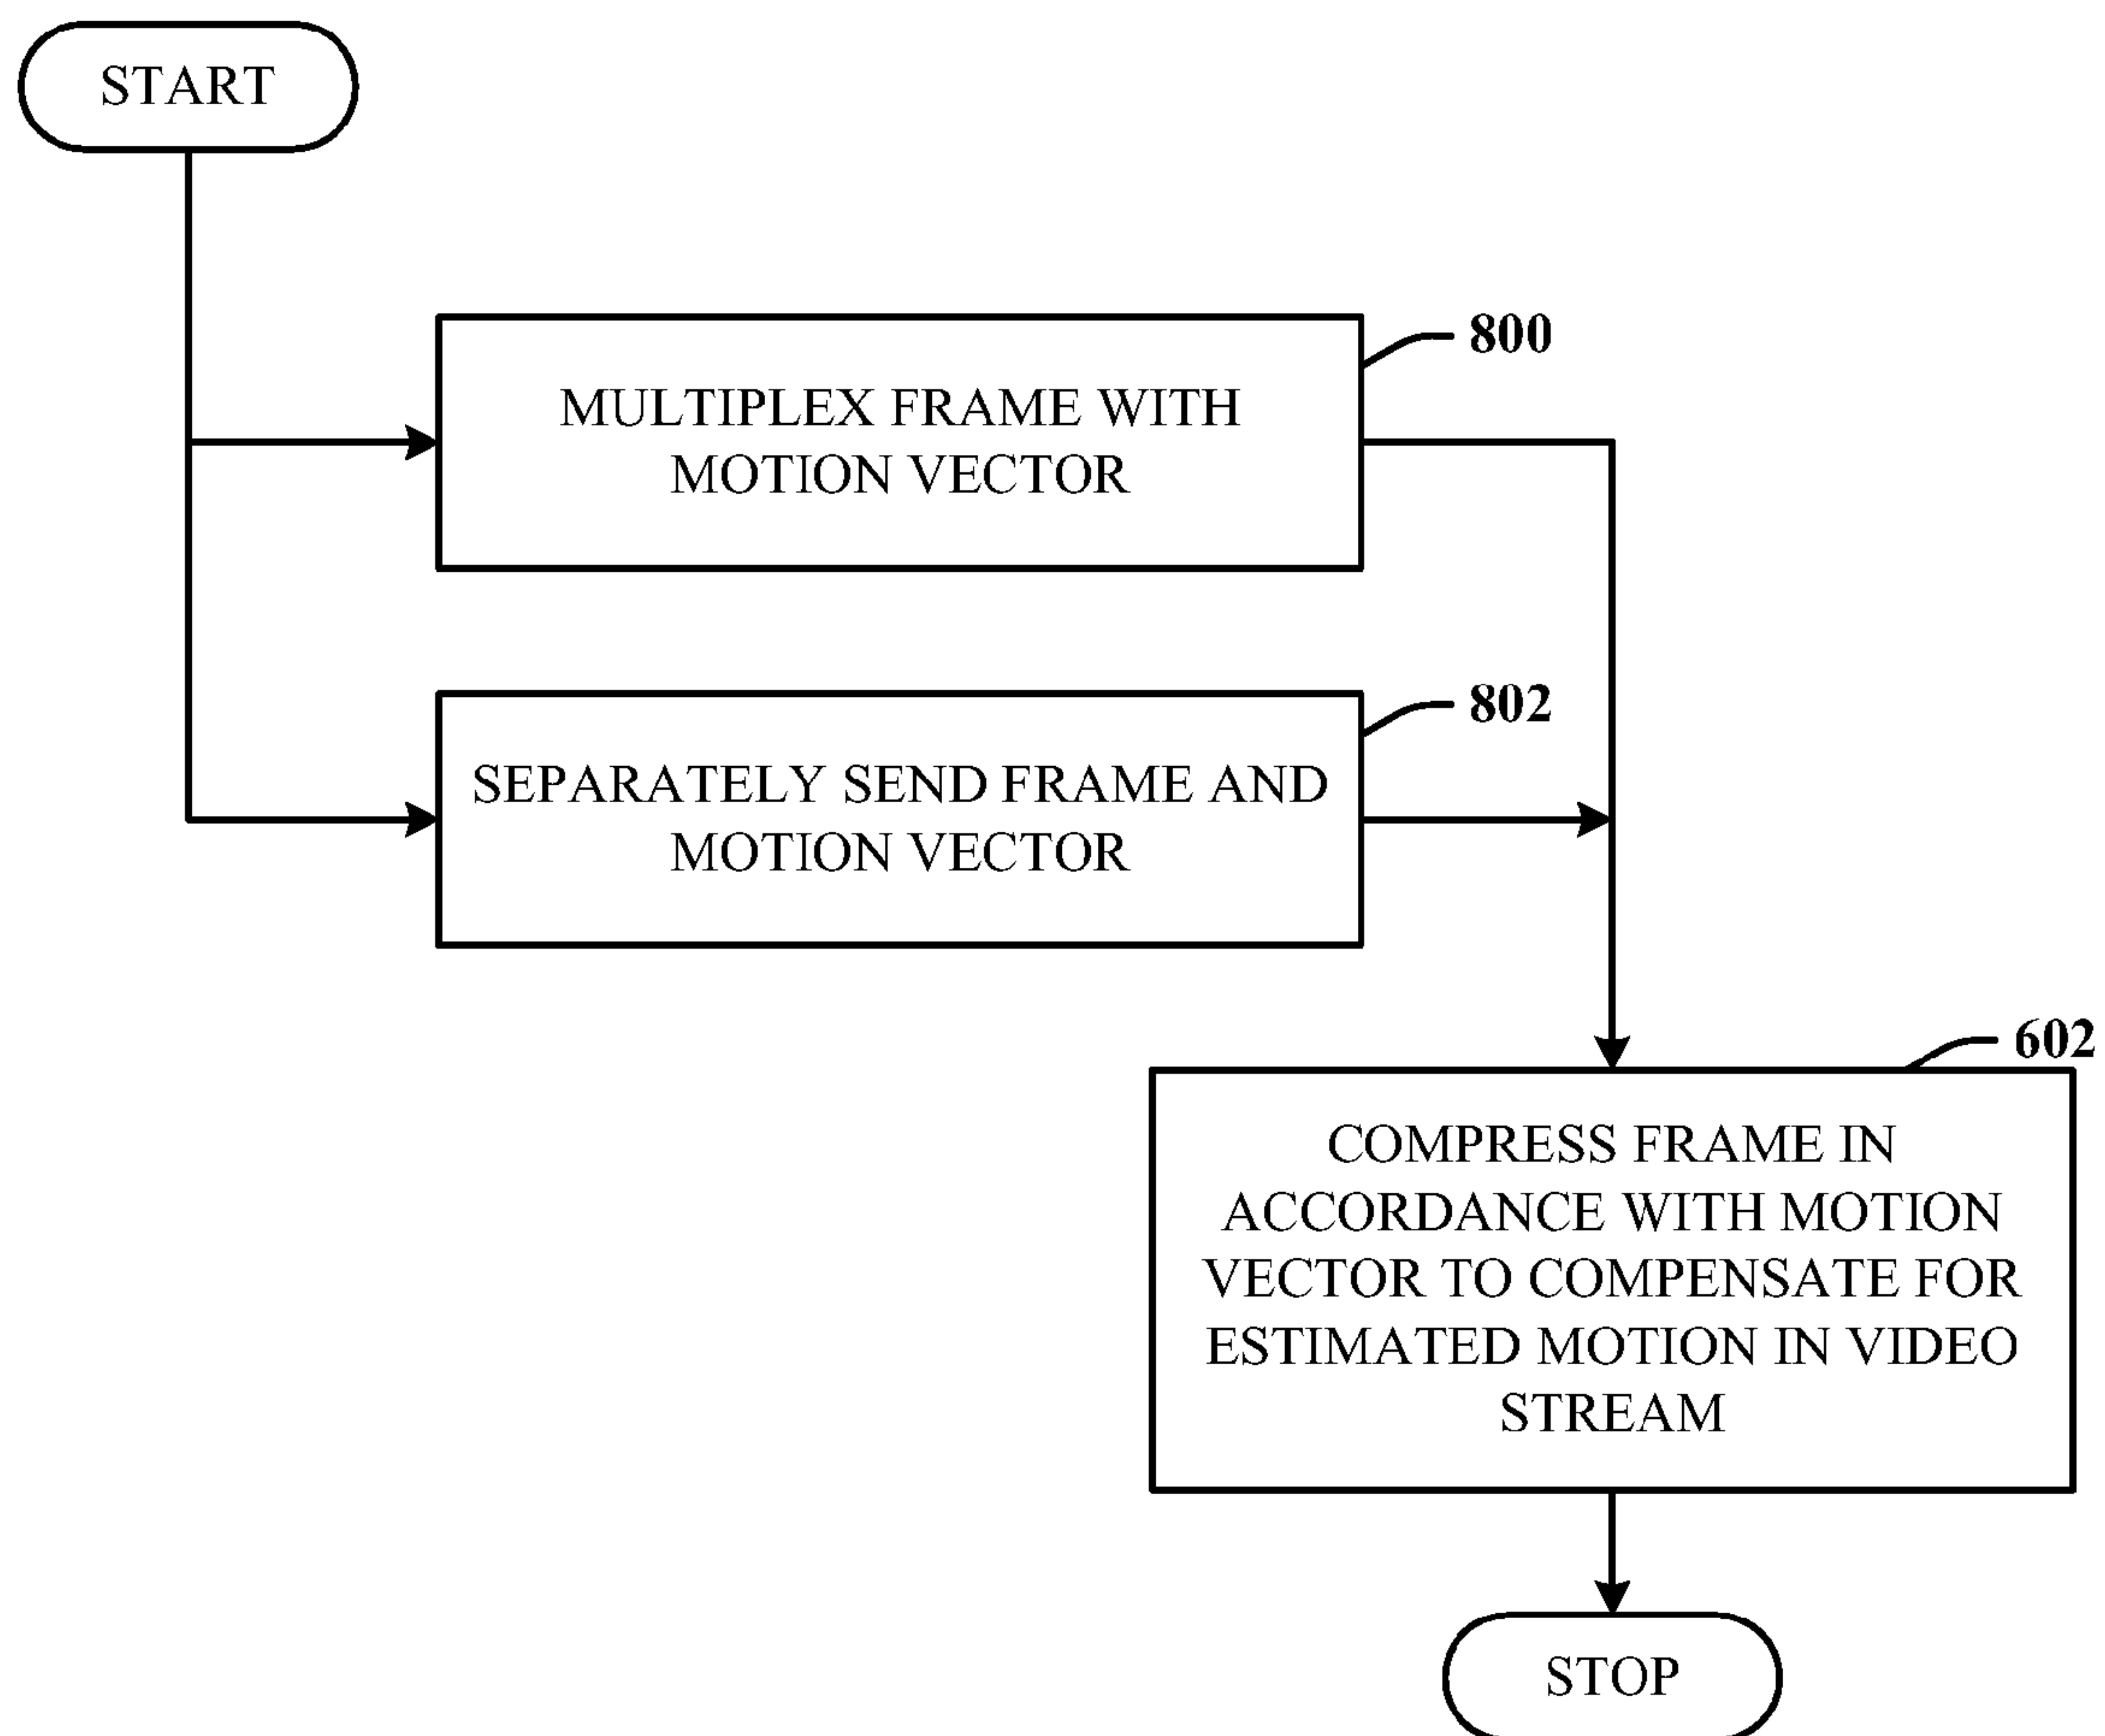 START
800
MULTIPLEX FRAME WITH
MOTION VECTOR
802
SEPARATELY SEND FRAME AND
MOTION VECTOR
602
COMPRESS FRAME IN
ACCORDANCE WITH MOTION
VECTOR TO COMPENSATE FOR
ESTIMATED MOTION IN VIDEO
STREAM
STOP